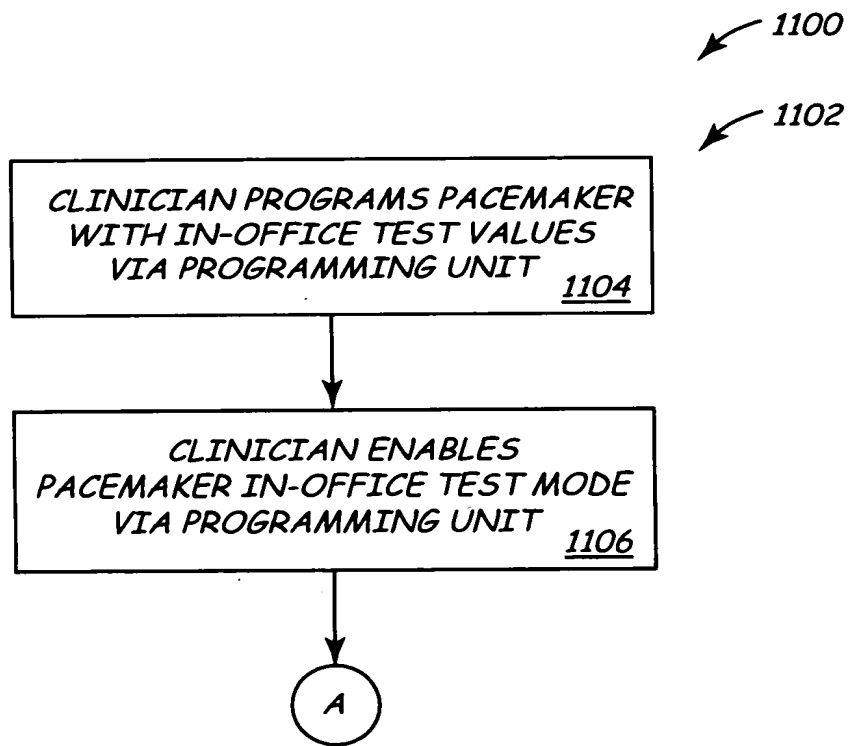 1100
1102
CLINICIAN PROGRAMS PACEMAKER
WITH IN-OFFICE TEST VALUES
VIA PROGRAMMING UNIT
1104
CLINICIAN ENABLES
PACEMAKER IN-OFFICE TEST MODE
VIA PROGRAMMING UNIT
1106
A